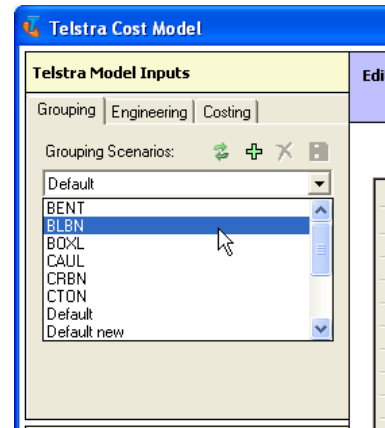 Telstra Cost Model
Telstra Model Inputs
Edi
Grouping Engineering Costing
Grouping Scenarios:
Default
BENT
BLBN
BOXL
CAUL
CRBN
CTON
Default
Default new